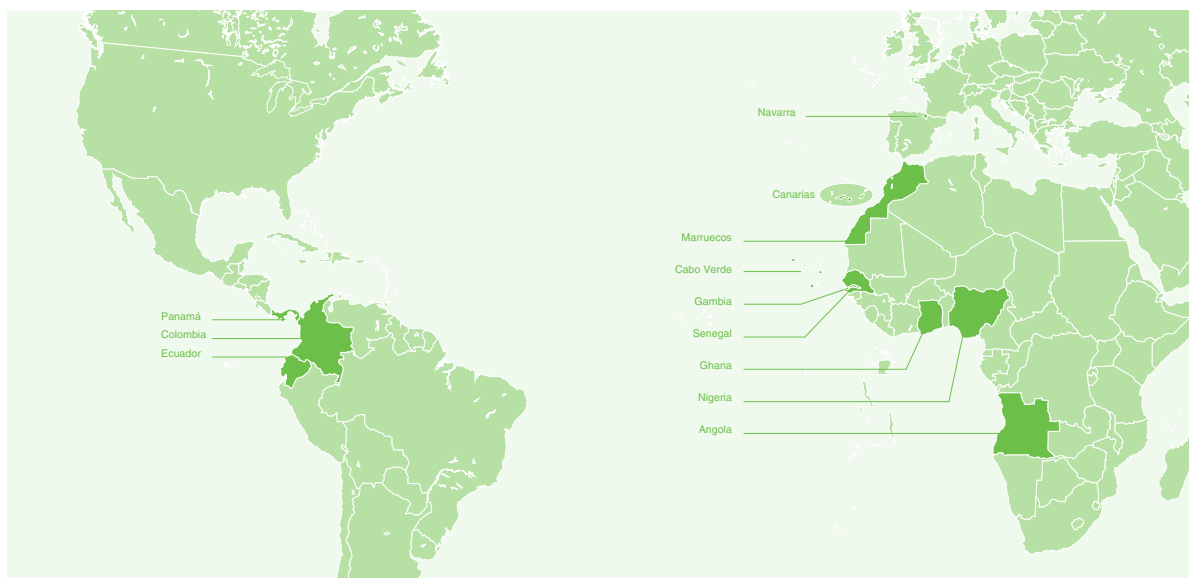 Navarra
Canarias
Marruecos
Cabo Verde
Gambia
Senegal
Ghana
Nigeria
Angola
Panamá
Colombia
Ecuador